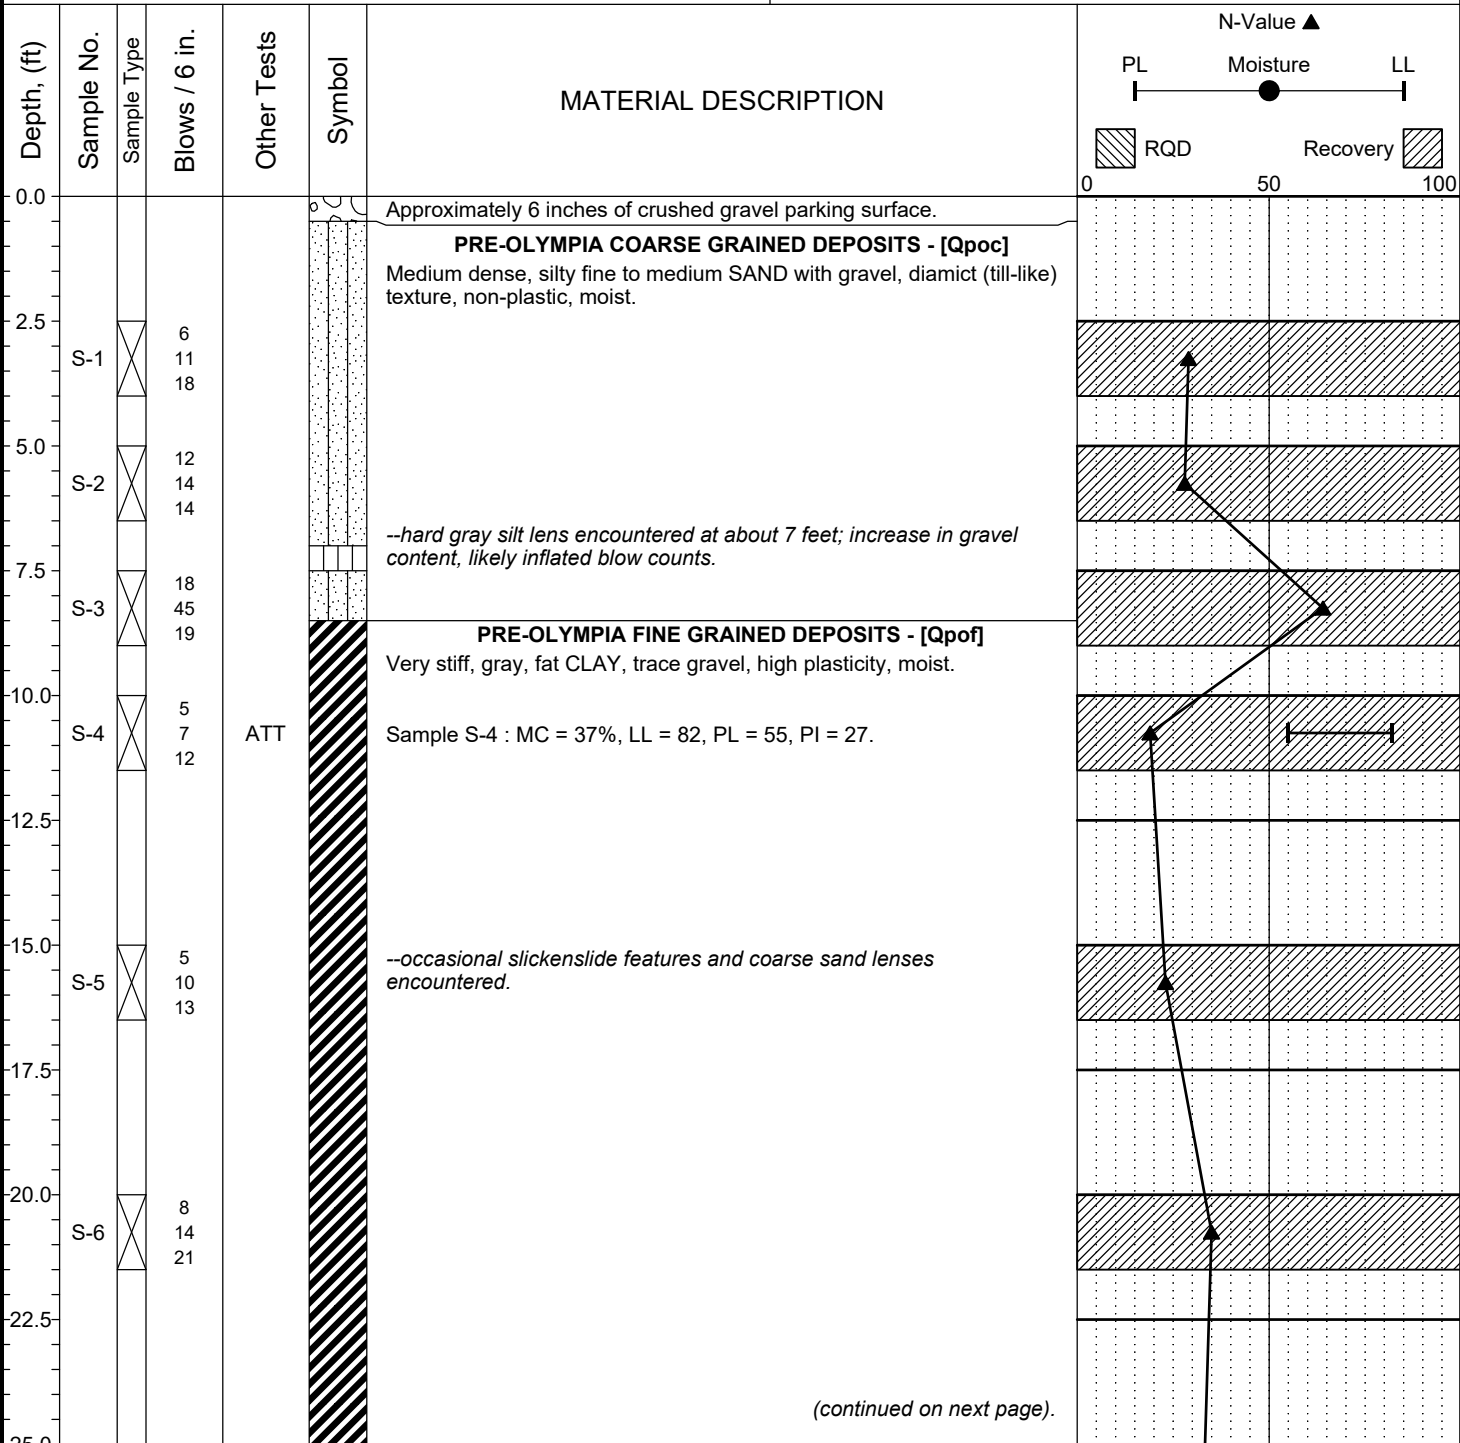 Depth, (ft)
Sample No.
Sample Type
Blows / 6 in.
Other Tests
Symbol
MATERIAL DESCRIPTION
N-Value ▲
PL Moisture LL
RQD Recovery
0 50 100
0.0
Approximately 6 inches of crushed gravel parking surface.
PRE-OLYMPIA COARSE GRAINED DEPOSITS - [Qpoc]
Medium dense, silty fine to medium SAND with gravel, diamict (till-like)
texture, non-plastic, moist.
2.5
S-1
6
11
18
5.0
S-2
12
14
14
--hard gray silt lens encountered at about 7 feet; increase in gravel
content, likely inflated blow counts.
7.5
S-3
18
45
19
PRE-OLYMPIA FINE GRAINED DEPOSITS - [Qpof]
Very stiff, gray, fat CLAY, trace gravel, high plasticity, moist.
10.0
S-4
5
7
12
ATT
Sample S-4 : MC = 37%, LL = 82, PL = 55, PI = 27.
12.5
15.0
S-5
5
10
13
--occasional slickenslide features and coarse sand lenses
encountered.
17.5
20.0
S-6
8
14
21
22.5
(continued on next page).
25.0